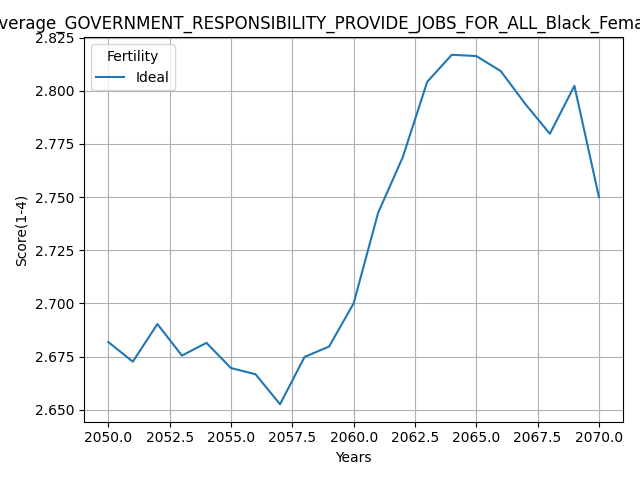 verage_GOVERNMENT_RESPONSIBILITY_PROVIDE_JOBS_FOR_ALL_Black_Fema
Fertility
Ideal
2.825
2.800
2.775
2.750
2.725
2.700
2.675
2.650
Score(1-4)
2050.0 2052.5 2055.0 2057.5 2060.0 2062.5 2065.0 2067.5 2070.0
Years